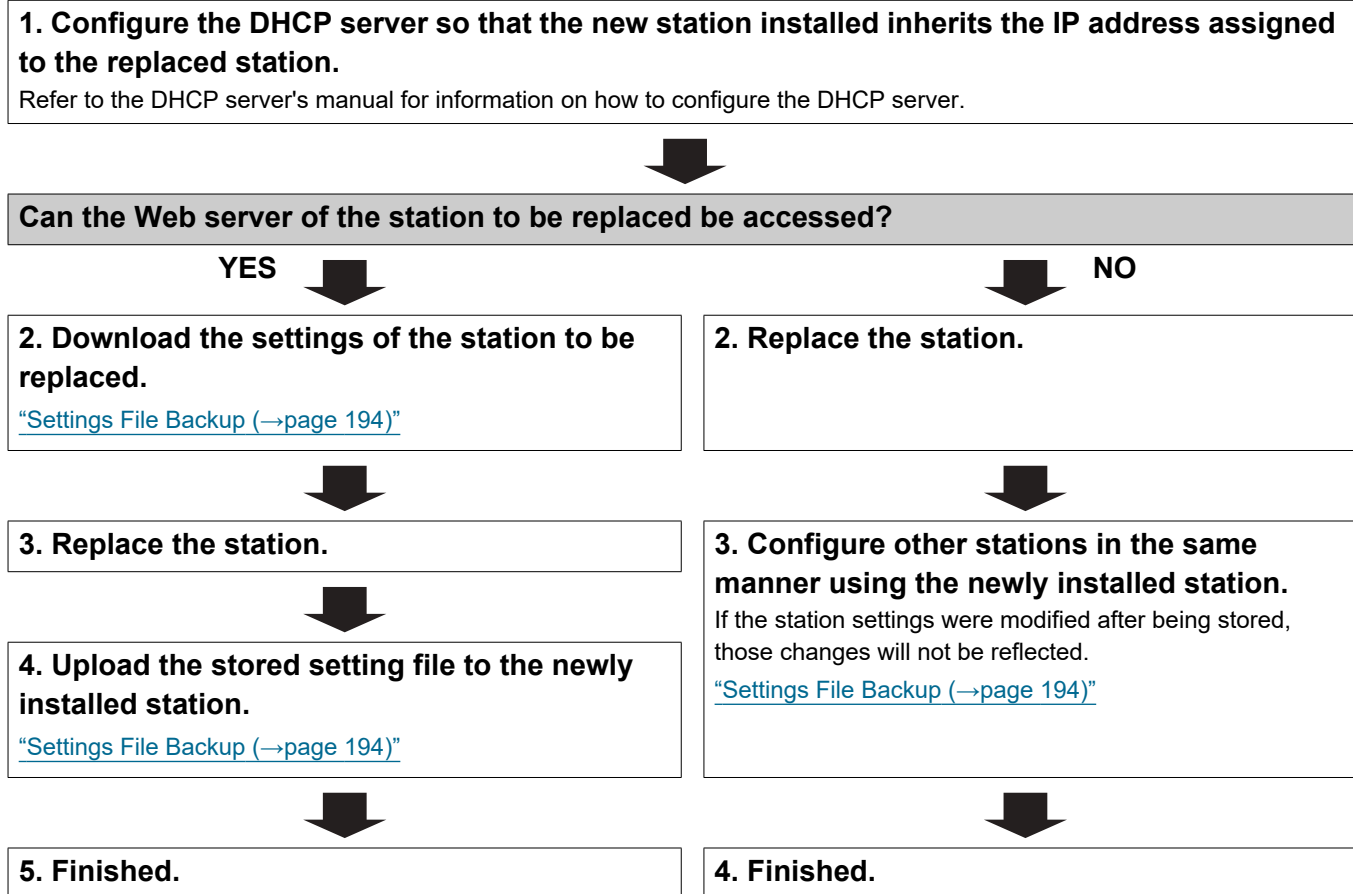 1. Configure the DHCP server so that the new station installed inherits the IP address assigned
to the replaced station.
Refer to the DHCP server's manual for information on how to configure the DHCP server.
Can the Web server of the station to be replaced be accessed?
YES
NO
2. Download the settings of the station to be
replaced.
“Settings File Backup (→page 194)”
2. Replace the station.
3. Replace the station.
3. Configure other stations in the same
manner using the newly installed station.
If the station settings were modified after being stored,
those changes will not be reflected.
“Settings File Backup (→page 194)”
4. Upload the stored setting file to the newly
installed station.
“Settings File Backup (→page 194)”
5. Finished.
4. Finished.